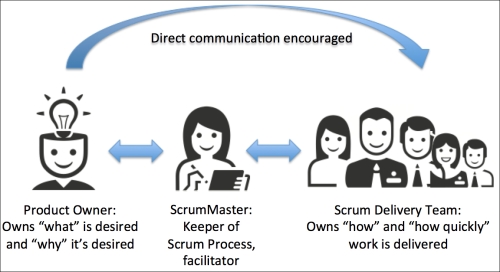 Direct communication encouraged
Product Owner:
Owns “what” is desired
and “why” it’s desired
ScrumMaster:
Keeper of
Scrum Process,
facilitator
Scrum Delivery Team:
Owns “how” and “how quickly”
work is delivered